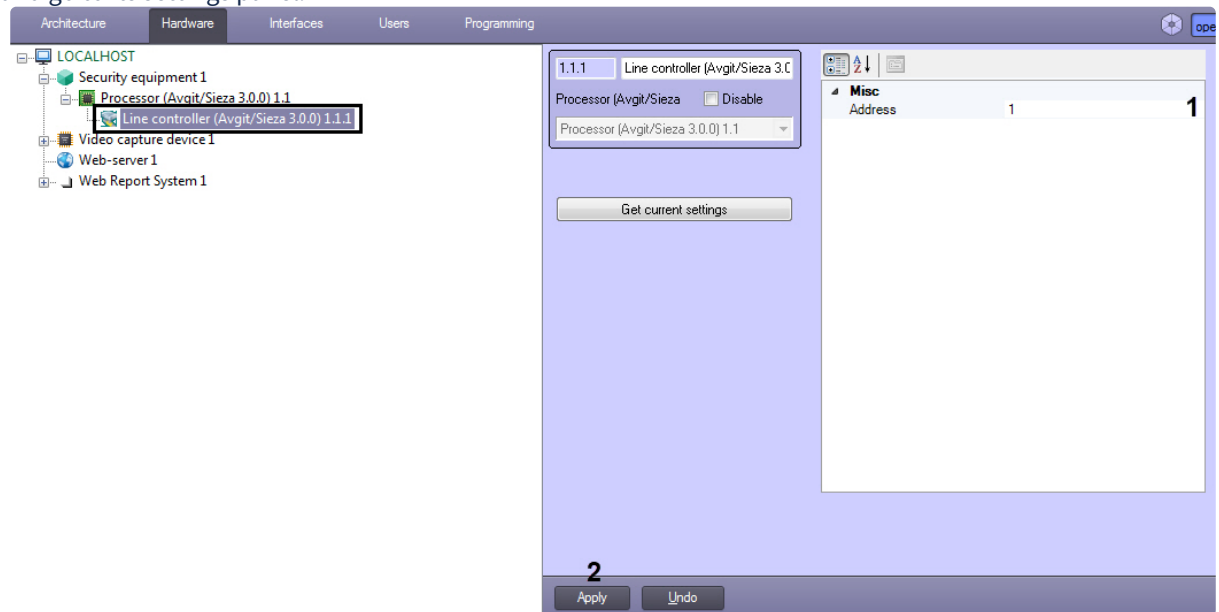 Architecture Hardware Interfaces Users Programming
ope
LOCALHOST
Security equipment 1
Processor (Avgit/Sieza 3.0.0) 1.1
Line controller (Avgit/Sieza 3.0.0) 1.1.1
Video capture device 1
Web-server 1
Web Report System 1
1.1.1 Line controller (Avgit/Sieza 3.0
Processor (Avgit/Sieza Disable
Processor (Avgit/Sieza 3.0.0) 1.1
Get current settings
Misc
Address 1 1
2
Apply Undo